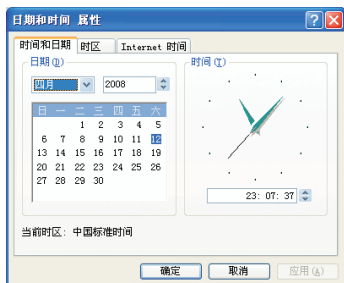 日期和时间 属性
时间和日期 时区 Internet 时间
日期(D) 时间(T)
四月 2008
日 一 二 三 四 五 六
1 2 3 4 5
6 7 8 9 10 11 12
13 14 15 16 17 18 19
20 21 22 23 24 25 26
27 28 29 30
23:07:37
当前时区: 中国标准时间
确定 取消 应用(A)